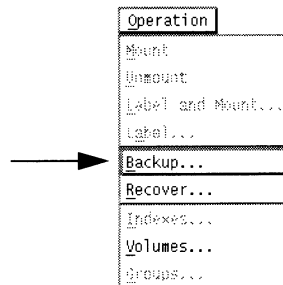 Operation
Mount
Unmount
Label and Mount...
Label...
Backup...
Recover...
Indexes...
Volumes...
Groups...